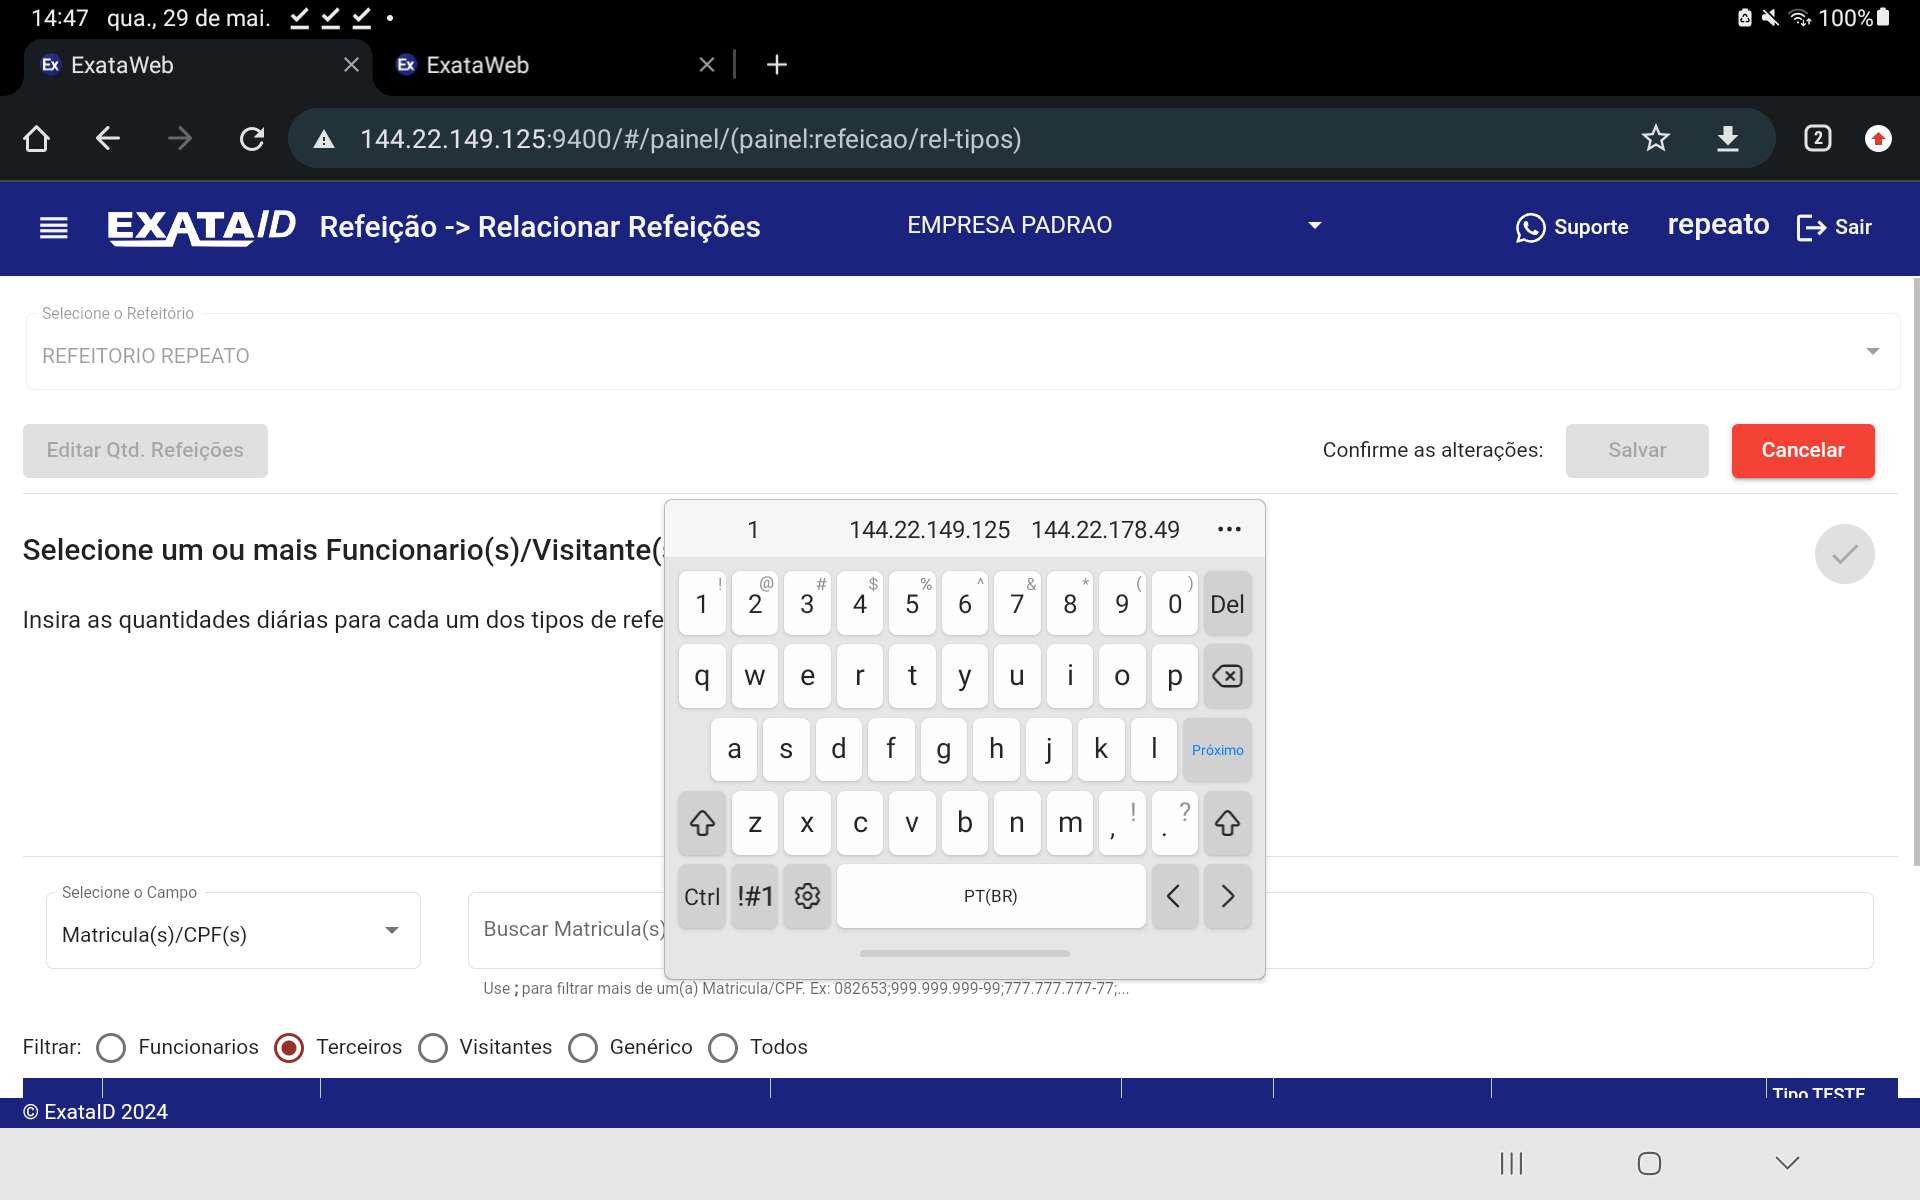 14:47 qua., 29 de mai.
100%
Ex ExataWeb
Ex ExataWeb
144.22.149.125:9400/#/painel/(painel:refeicao/rel-tipos)
2
EXATAID Refeição -> Relacionar Refeições EMPRESA PADRAO Suporte repeato Sair
Selecione o Refeitório
REFEITORIO REPEATO
Editar Qtd. Refeições Confirme as alterações: Salvar Cancelar
Selecione um ou mais Funcionario(s)/Visitante(
Insira as quantidades diárias para cada um dos tipos de refe
1 144.22.149.125 144.22.178.49 •••
! @ # $ % ^ & * ( )
1 2 3 4 5 6 7 8 9 0 Del
q w e r t y u i o p
a s d f g h j k l Próximo
z x c v b n m , ! . ?
Ctrl !#1 PT(BR) < >
Selecione o Campo
Matricula(s)/CPF(s)
Buscar Matricula(s)
Use ; para filtrar mais de um(a) Matricula/CPF. Ex: 082653;999.999.999-99;777.777.777-77;...
Filtrar: Funcionarios Terceiros Visitantes Genérico Todos
Tipo TESTE
© ExataID 2024